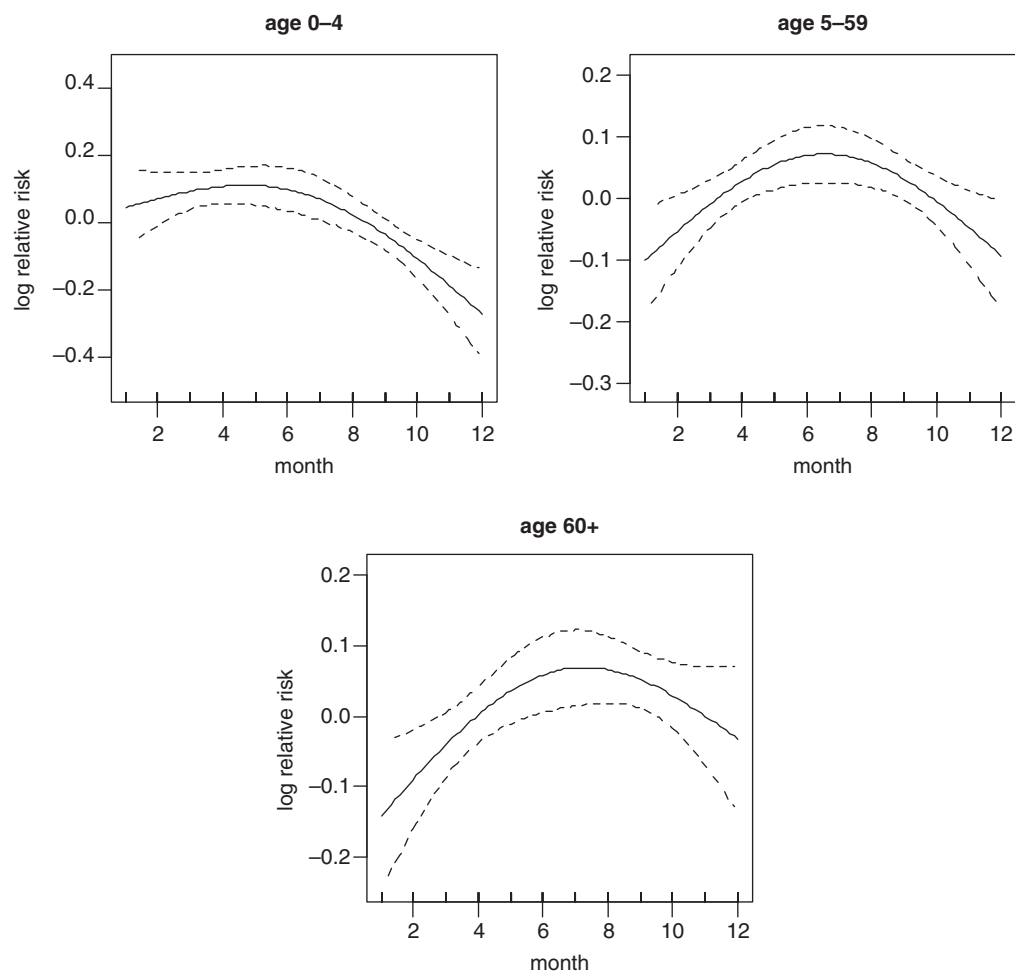 age 0–4
log relative risk
0.4
0.2
0.0
–0.2
–0.4
2 4 6 8 10 12
month
age 5–59
log relative risk
0.2
0.1
0.0
–0.1
–0.2
–0.3
2 4 6 8 10 12
month
age 60+
log relative risk
0.2
0.1
0.0
–0.1
–0.2
2 4 6 8 10 12
month